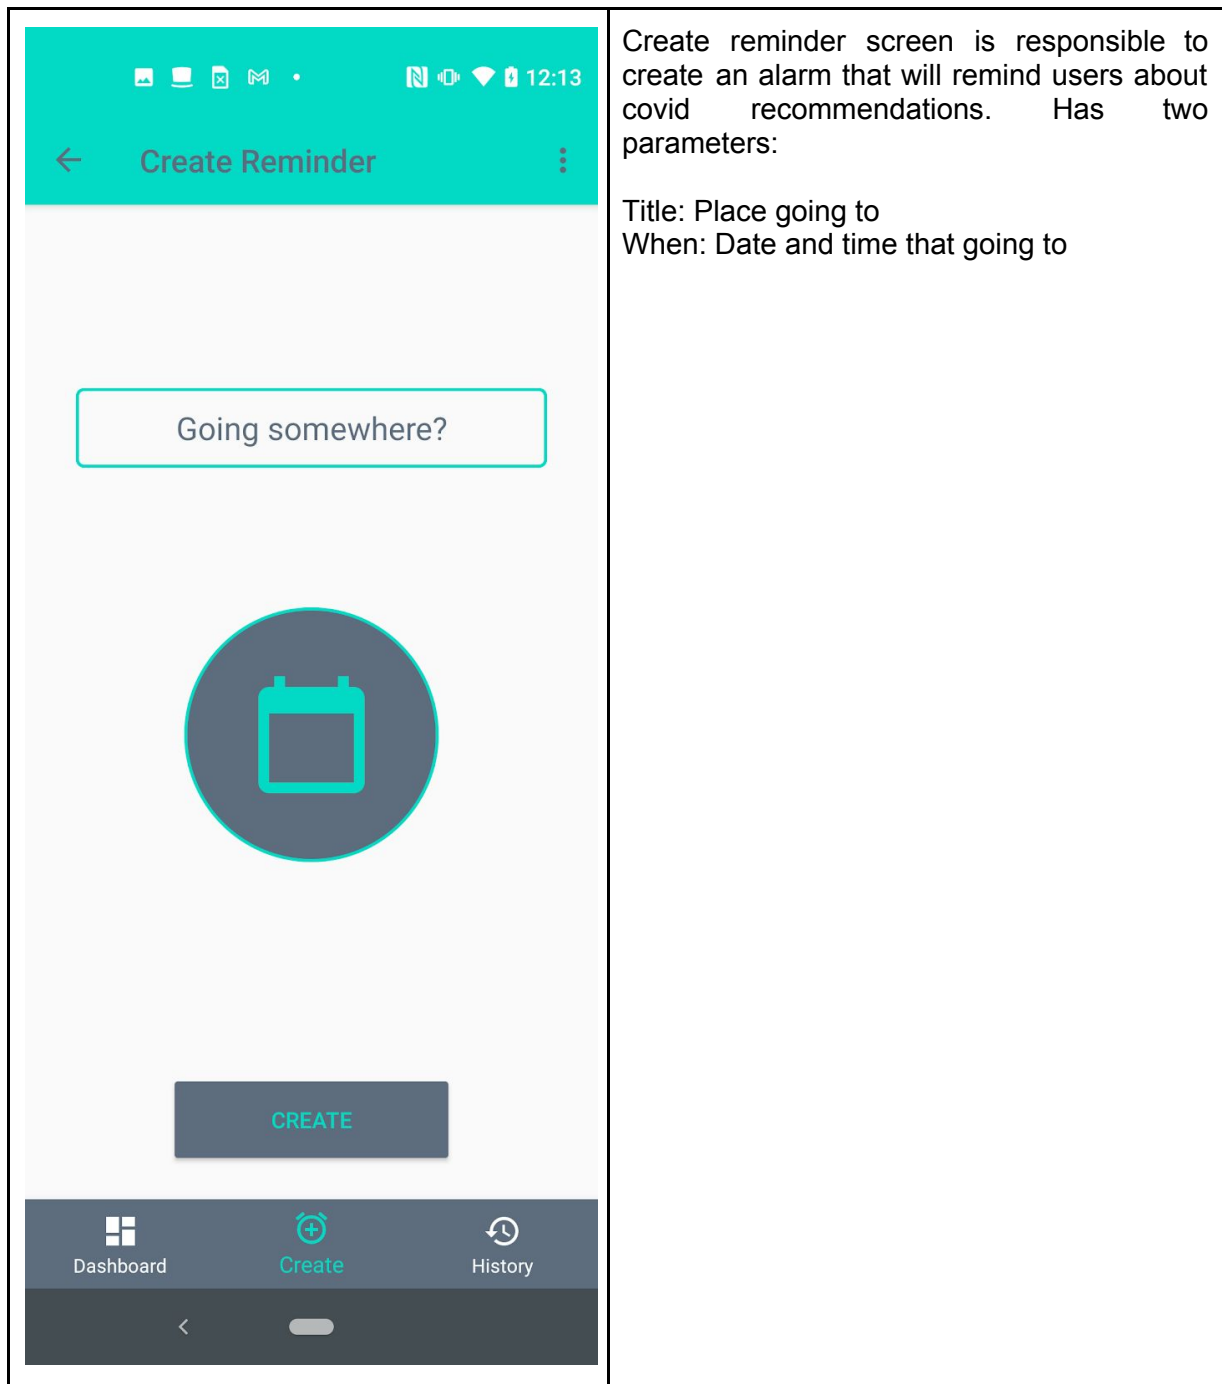 12:13
Create Reminder
Going somewhere?
CREATE
Dashboard
Create
History
Create reminder screen is responsible to
create an alarm that will remind users about
covid recommendations. Has two
parameters:
Title: Place going to
When: Date and time that going to